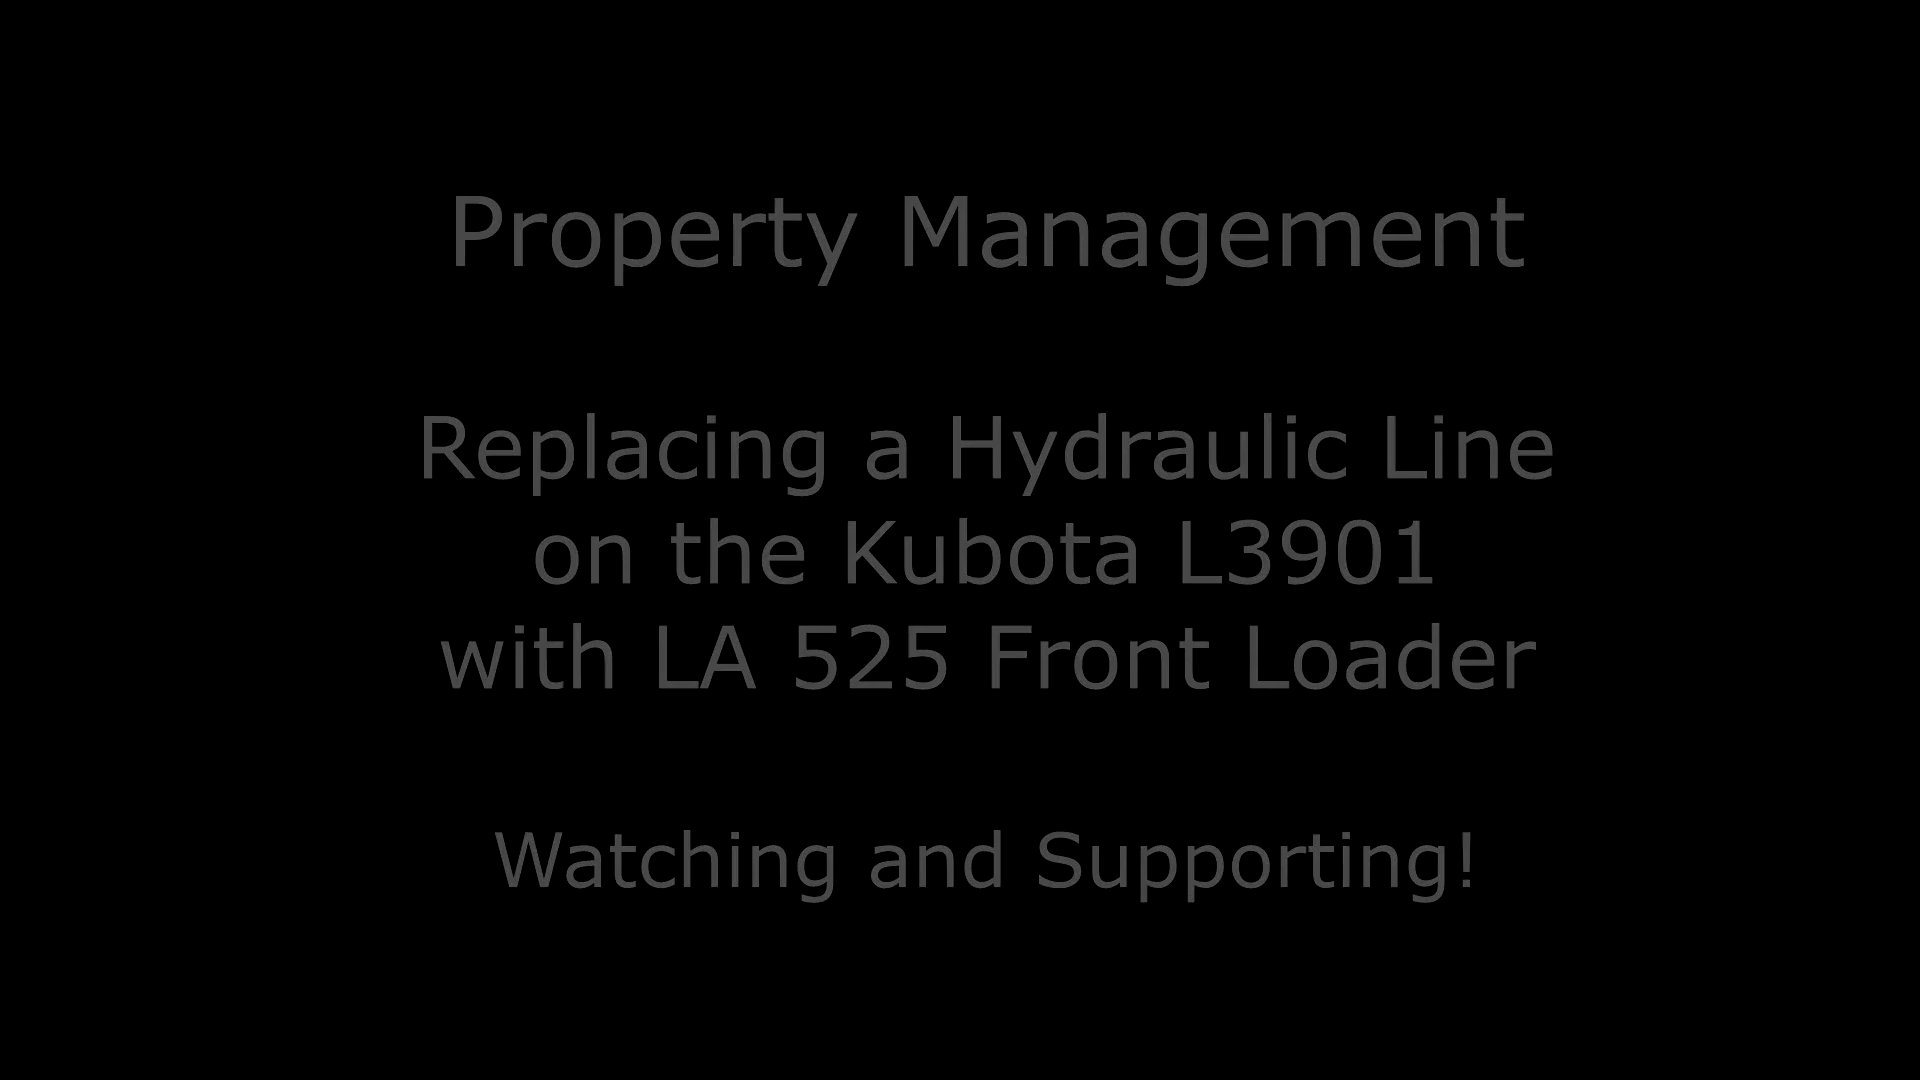 Property Management
Replacing a Hydraulic Line
on the Kubota L3901
with LA 525 Front Loader
Watching and Supporting!